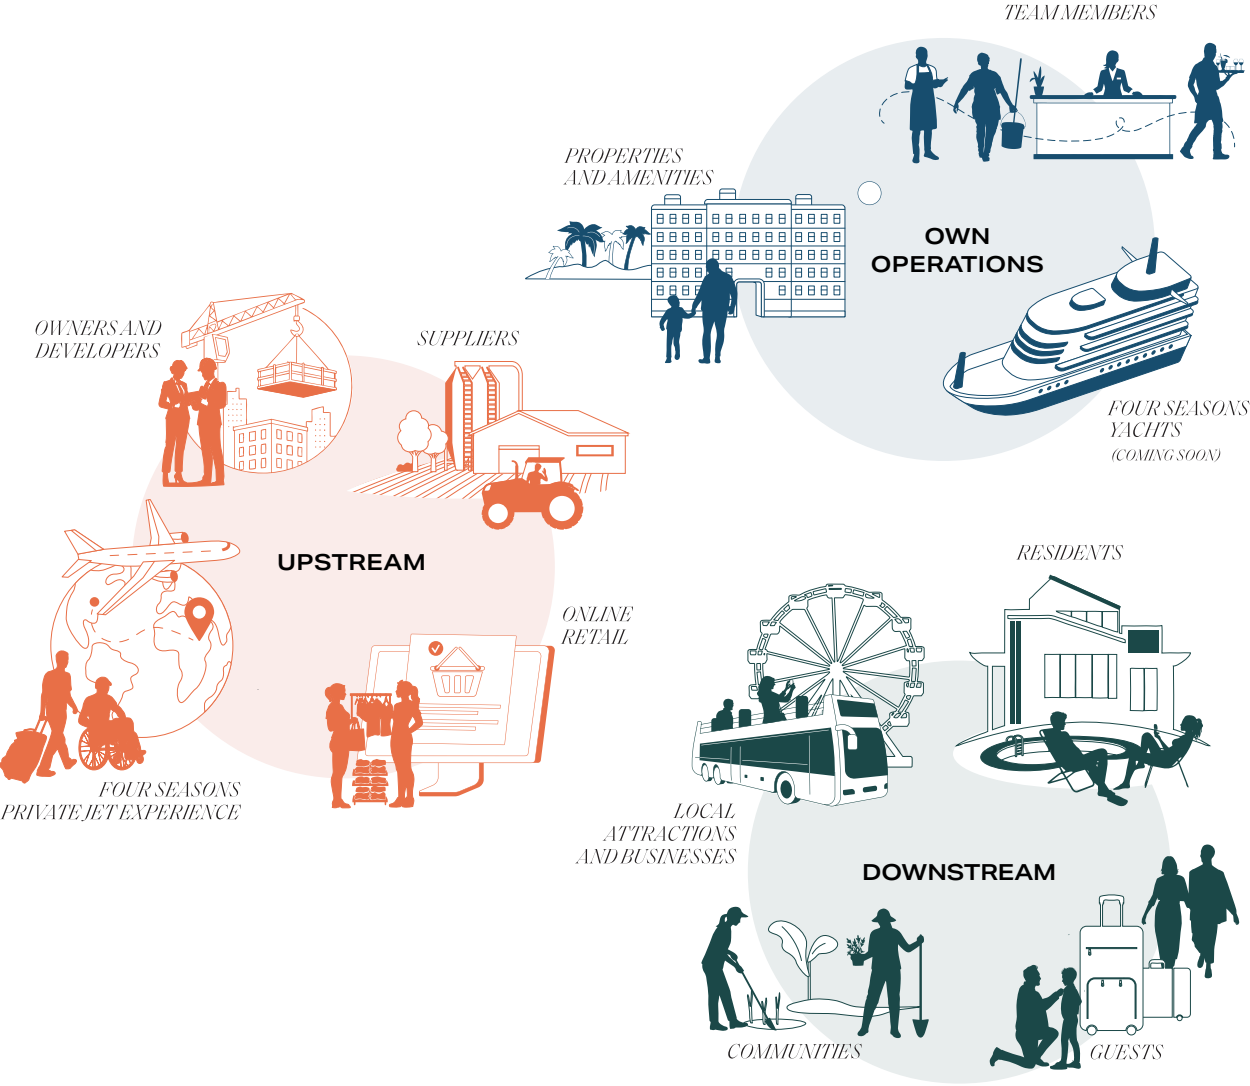 TEAM MEMBERS
PROPERTIES
AND AMENITIES
OWN
OPERATIONS
FOUR SEASONS
YACHTS
(COMING SOON)
OWNERS AND
DEVELOPERS
SUPPLIERS
UPSTREAM
ONLINE
RETAIL
FOUR SEASONS
PRIVATE JET EXPERIENCE
RESIDENTS
LOCAL
ATTRACTIONS
AND BUSINESSES
DOWNSTREAM
COMMUNITIES
GUESTS